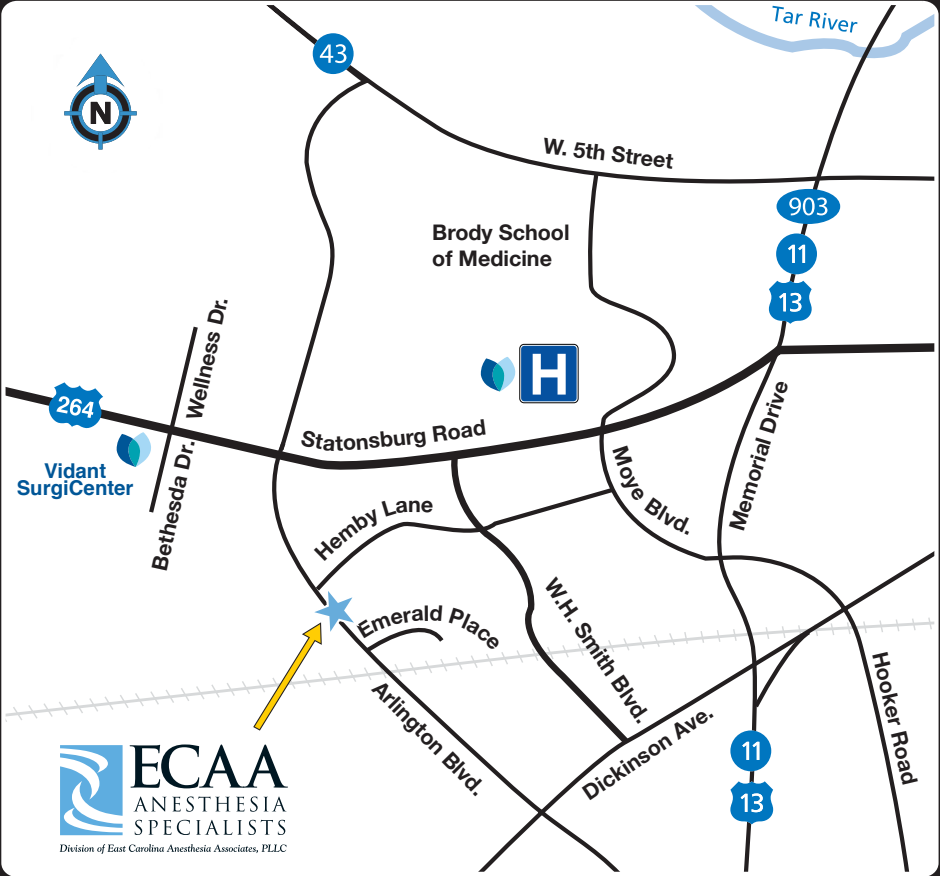 Tar River
43
N
W. 5th Street
903
Brody School
of Medicine
11
13
H
Wellness Dr.
264
Statonsburg Road
Memorial Drive
Vidant
SurgiCenter
Bethesda Dr.
Moye Blvd.
Hemby Lane
W.H. Smith Blvd.
Emerald Place
Hooker Road
Arlington Blvd.
Dickinson Ave.
11
13
ECAA
ANESTHESIA
SPECIALISTS
Division of East Carolina Anesthesia Associates, PLLC